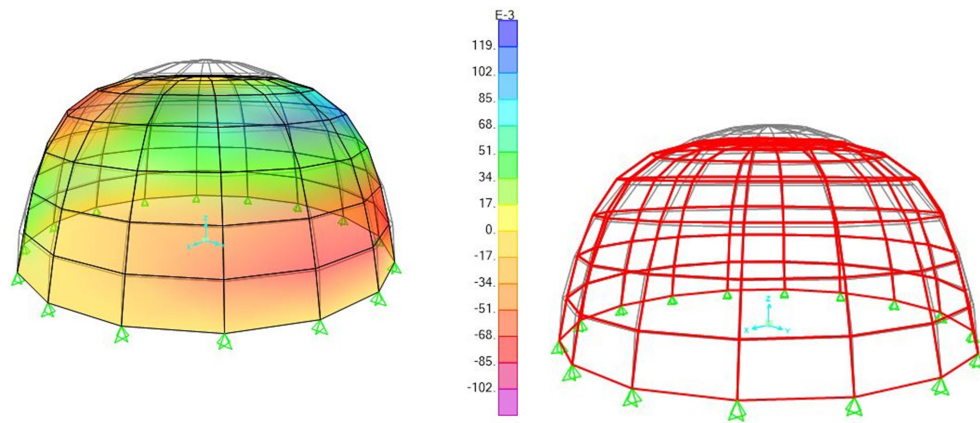 E-3
119.
102.
85.
68.
51.
34.
17.
0.
-17.
-34.
-51.
-68.
-85.
-102.
Z
X
Z
X
Y